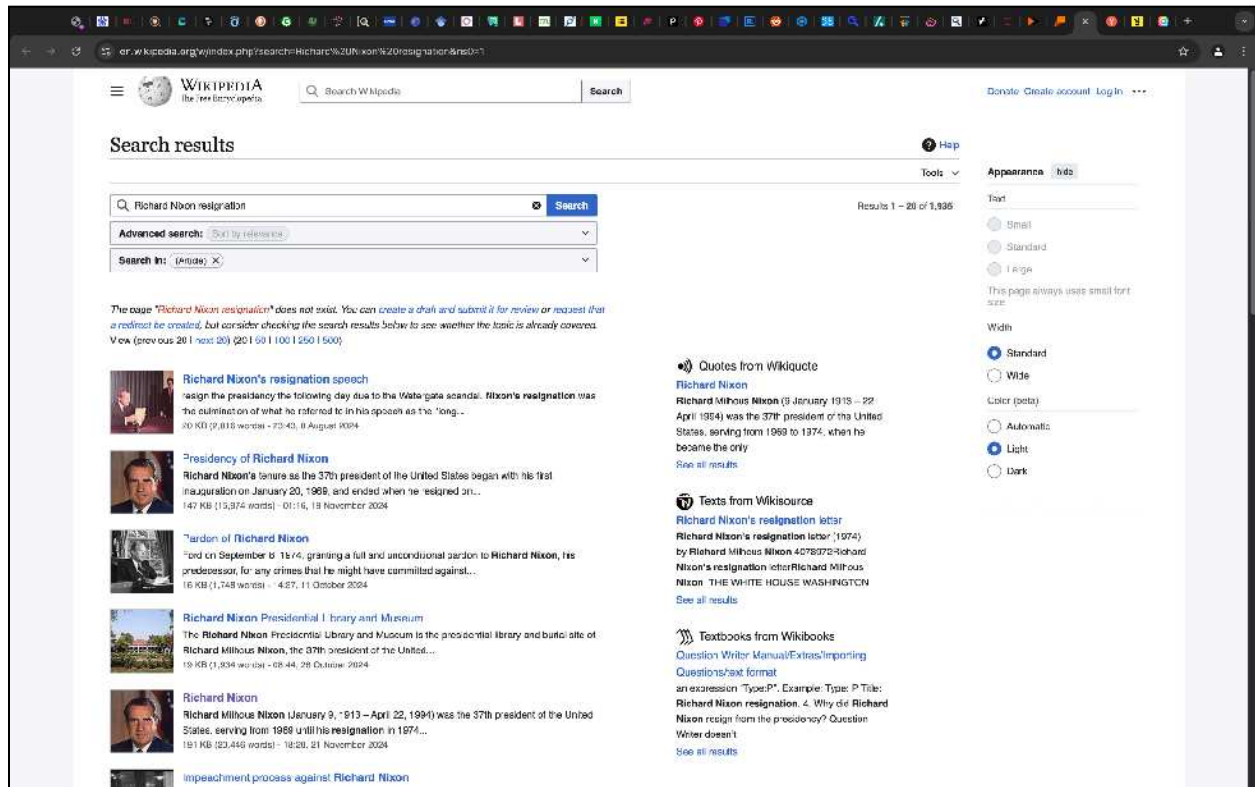 en.wikipedia.org/w/index.php?search=Richard%20Nixon%20resignation&ns0=1
WIKIPEDIA
The Free Encyclopedia
Search Wikipedia
Search
Donate Create account Log in
Search results
Help
Tools
Richard Nixon resignation
Search
Results 1 – 20 of 1,936
Advanced search: Sort by relevance
Search in: (Article)
The page "Richard Nixon resignation" does not exist. You can create a draft and submit it for review or request that
a redirect be created, but consider checking the search results below to see whether the topic is already covered.
View (previous 20 | next 20) (20 | 50 | 100 | 250 | 500)
Richard Nixon's resignation speech
resign the presidency the following day due to the Watergate scandal. Nixon's resignation was
the culmination of what he referred to in his speech as the "long...
20 KB (2,818 words) - 23:43, 8 August 2024
Presidency of Richard Nixon
Richard Nixon's tenure as the 37th president of the United States began with his first
inauguration on January 20, 1969, and ended when he resigned on...
147 KB (15,974 words) - 01:16, 19 November 2024
Pardon of Richard Nixon
Ford on September 8, 1974, granting a full and unconditional pardon to Richard Nixon, his
predecessor, for any crimes that he might have committed against...
16 KB (1,748 words) - 14:37, 11 October 2024
Richard Nixon Presidential Library and Museum
The Richard Nixon Presidential Library and Museum is the presidential library and burial site of
Richard Milhous Nixon, the 37th president of the United...
19 KB (1,934 words) - 08:44, 26 October 2024
Richard Nixon
Richard Milhous Nixon (January 9, 1913 – April 22, 1994) was the 37th president of the United
States, serving from 1969 until his resignation in 1974...
191 KB (20,446 words) - 18:20, 21 November 2024
Impeachment process against Richard Nixon
Quotes from Wikiquote
Richard Nixon
Richard Milhous Nixon (9 January 1913 – 22
April 1994) was the 37th president of the United
States, serving from 1969 to 1974, when he
became the only
See all results
Texts from Wikisource
Richard Nixon's resignation letter
Richard Nixon's resignation letter (1974)
by Richard Milhous Nixon 4078972Richard
Nixon's resignation letterRichard Milhous
Nixon THE WHITE HOUSE WASHINGTON
See all results
Textbooks from Wikibooks
Question Writer Manual/Extras/Importing
Questions/text format
an expression "Type:P". Example: Type: P Title:
Richard Nixon resignation. 4. Why did Richard
Nixon resign from the presidency? Question
Writer doesn't
See all results
Appearance hide
Text
Small
Standard
Large
This page always uses small font
size
Width
Standard
Wide
Color (beta)
Automatic
Light
Dark